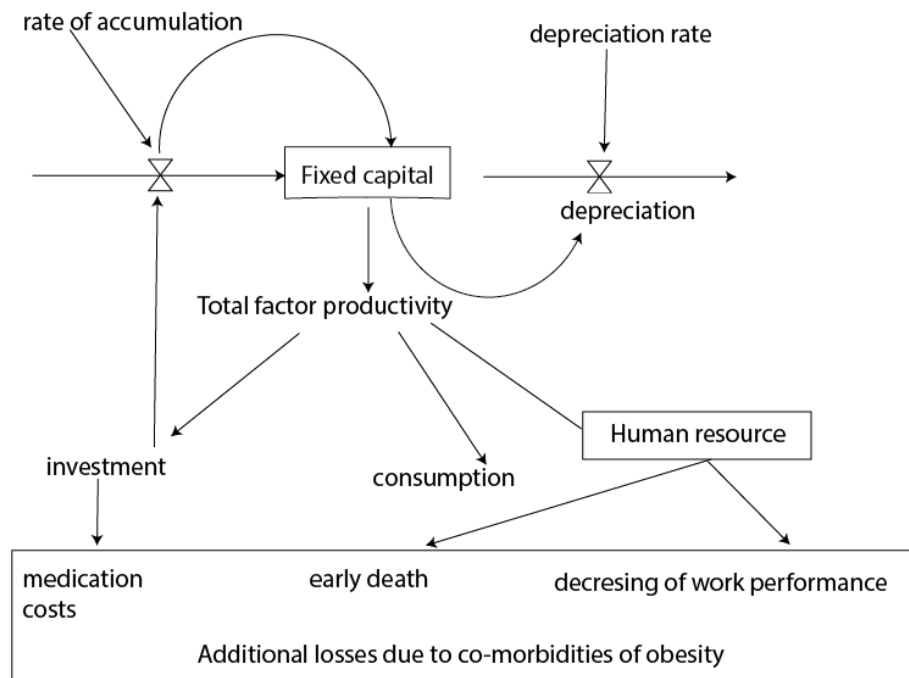 rate of accumulation
depreciation rate
Fixed capital
depreciation
Total factor productivity
Human resource
investment
consumption
medication
costs
early death
decresing of work performance
Additional losses due to co-morbidities of obesity